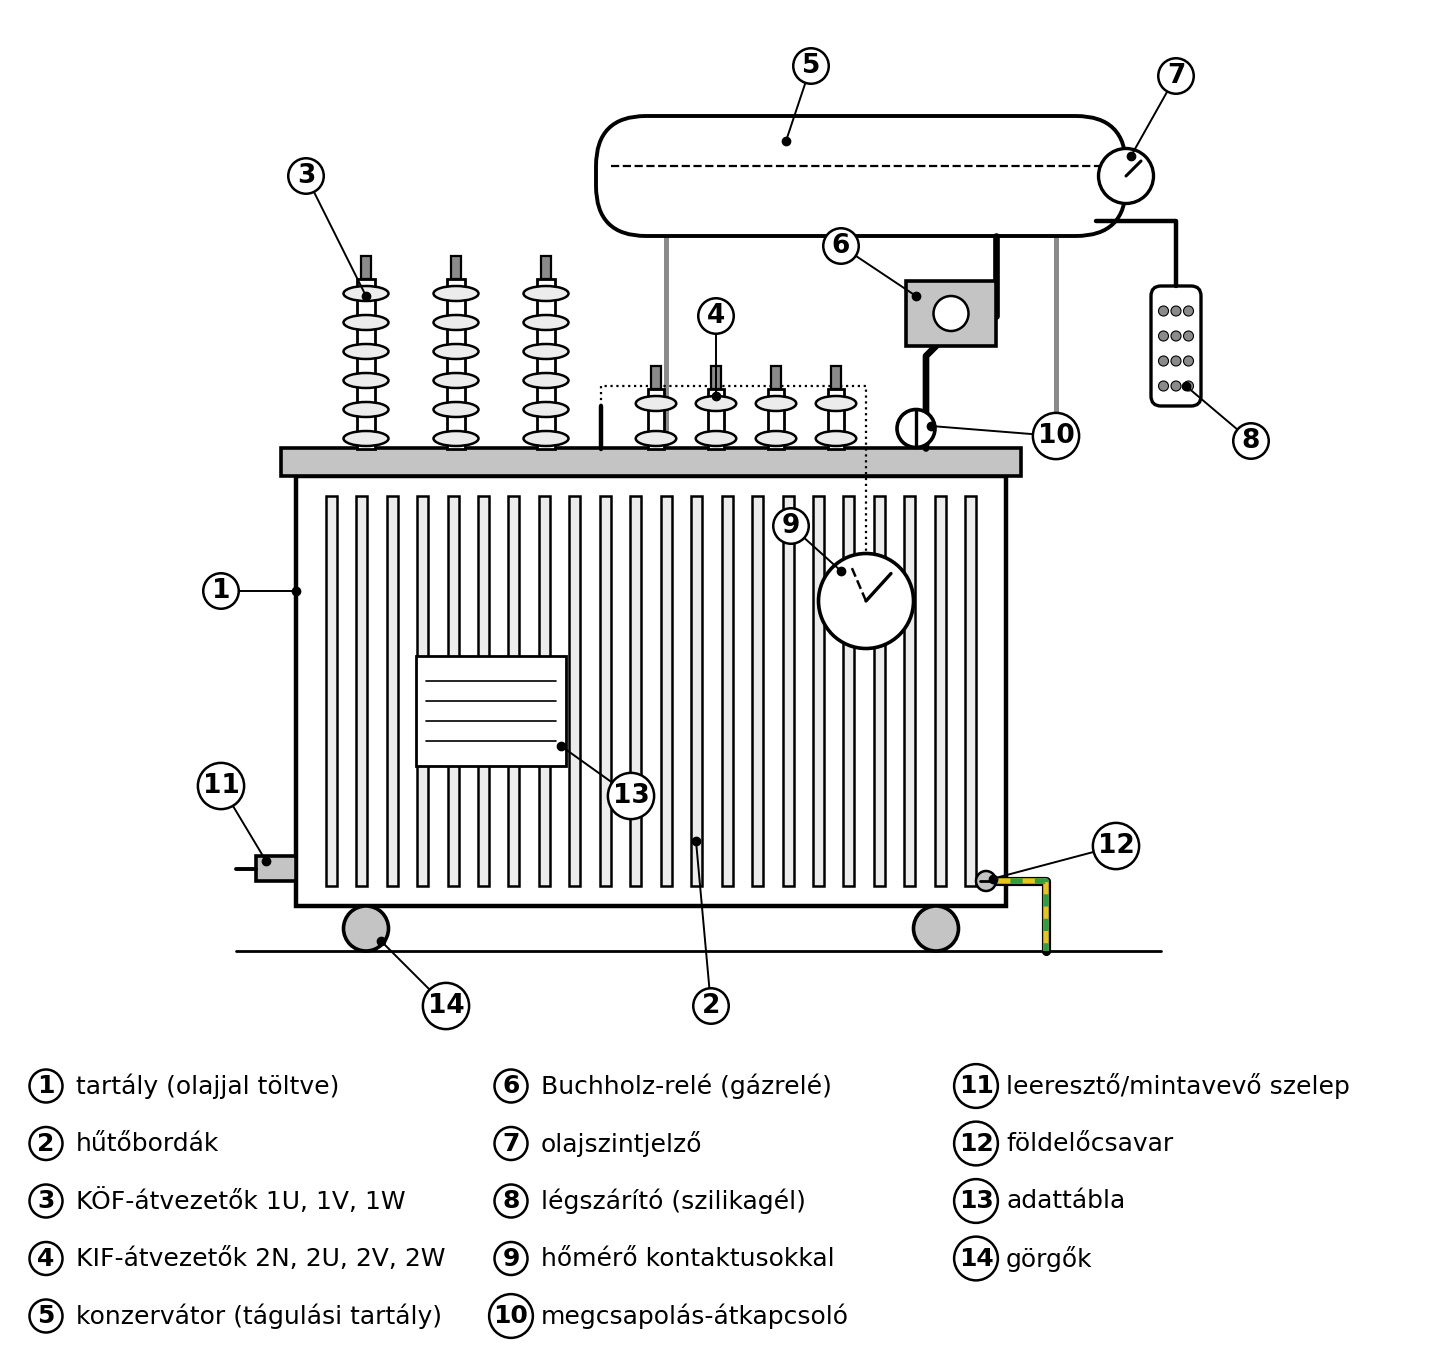 5
7
3
6
4
10
8
9
1
11
13
12
14
2
1 tartály (olajjal töltve)
2 hűtőbordák
3 KÖF-átvezetők 1U, 1V, 1W
4 KIF-átvezetők 2N, 2U, 2V, 2W
5 konzervátor (tágulási tartály)
6 Buchholz-relé (gázrelé)
7 olajszintjelző
8 légszárító (szilikagél)
9 hőmérő kontaktusokkal
10 megcsapolás-átkapcsoló
11 leeresztő/mintavevő szelep
12 földelőcsavar
13 adattábla
14 görgők